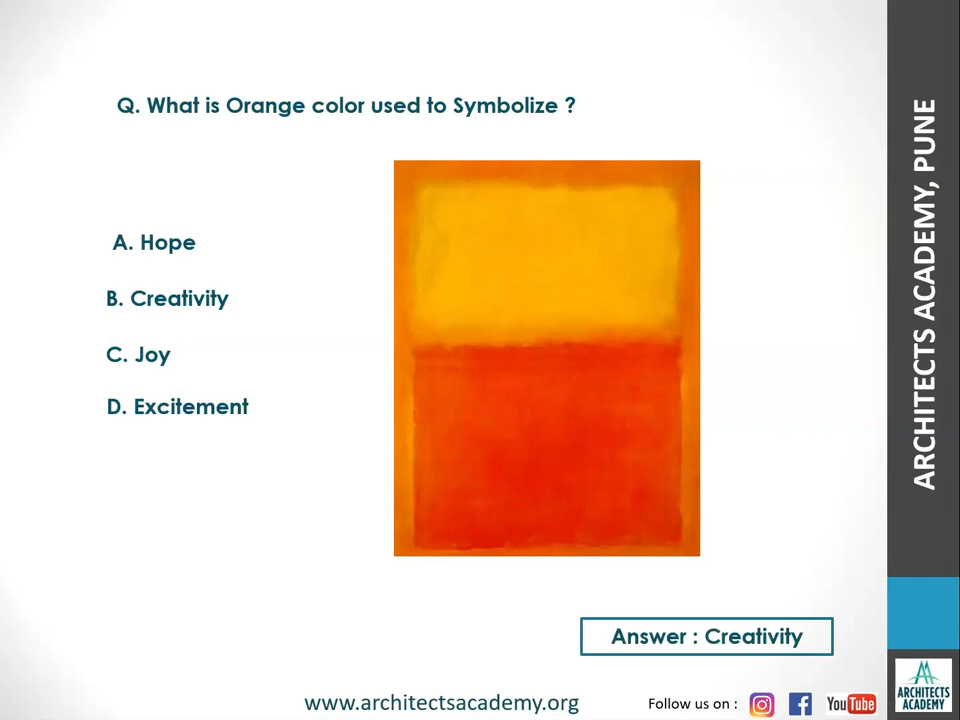 Q. What is Orange color used to Symbolize ?
A. Hope
B. Creativity
C. Joy
D. Excitement
Answer : Creativity
www.architectsacademy.org
Follow us on :
YouTube
ARCHITECTS ACADEMY, PUNE
ARCHITECTS
ACADEMY